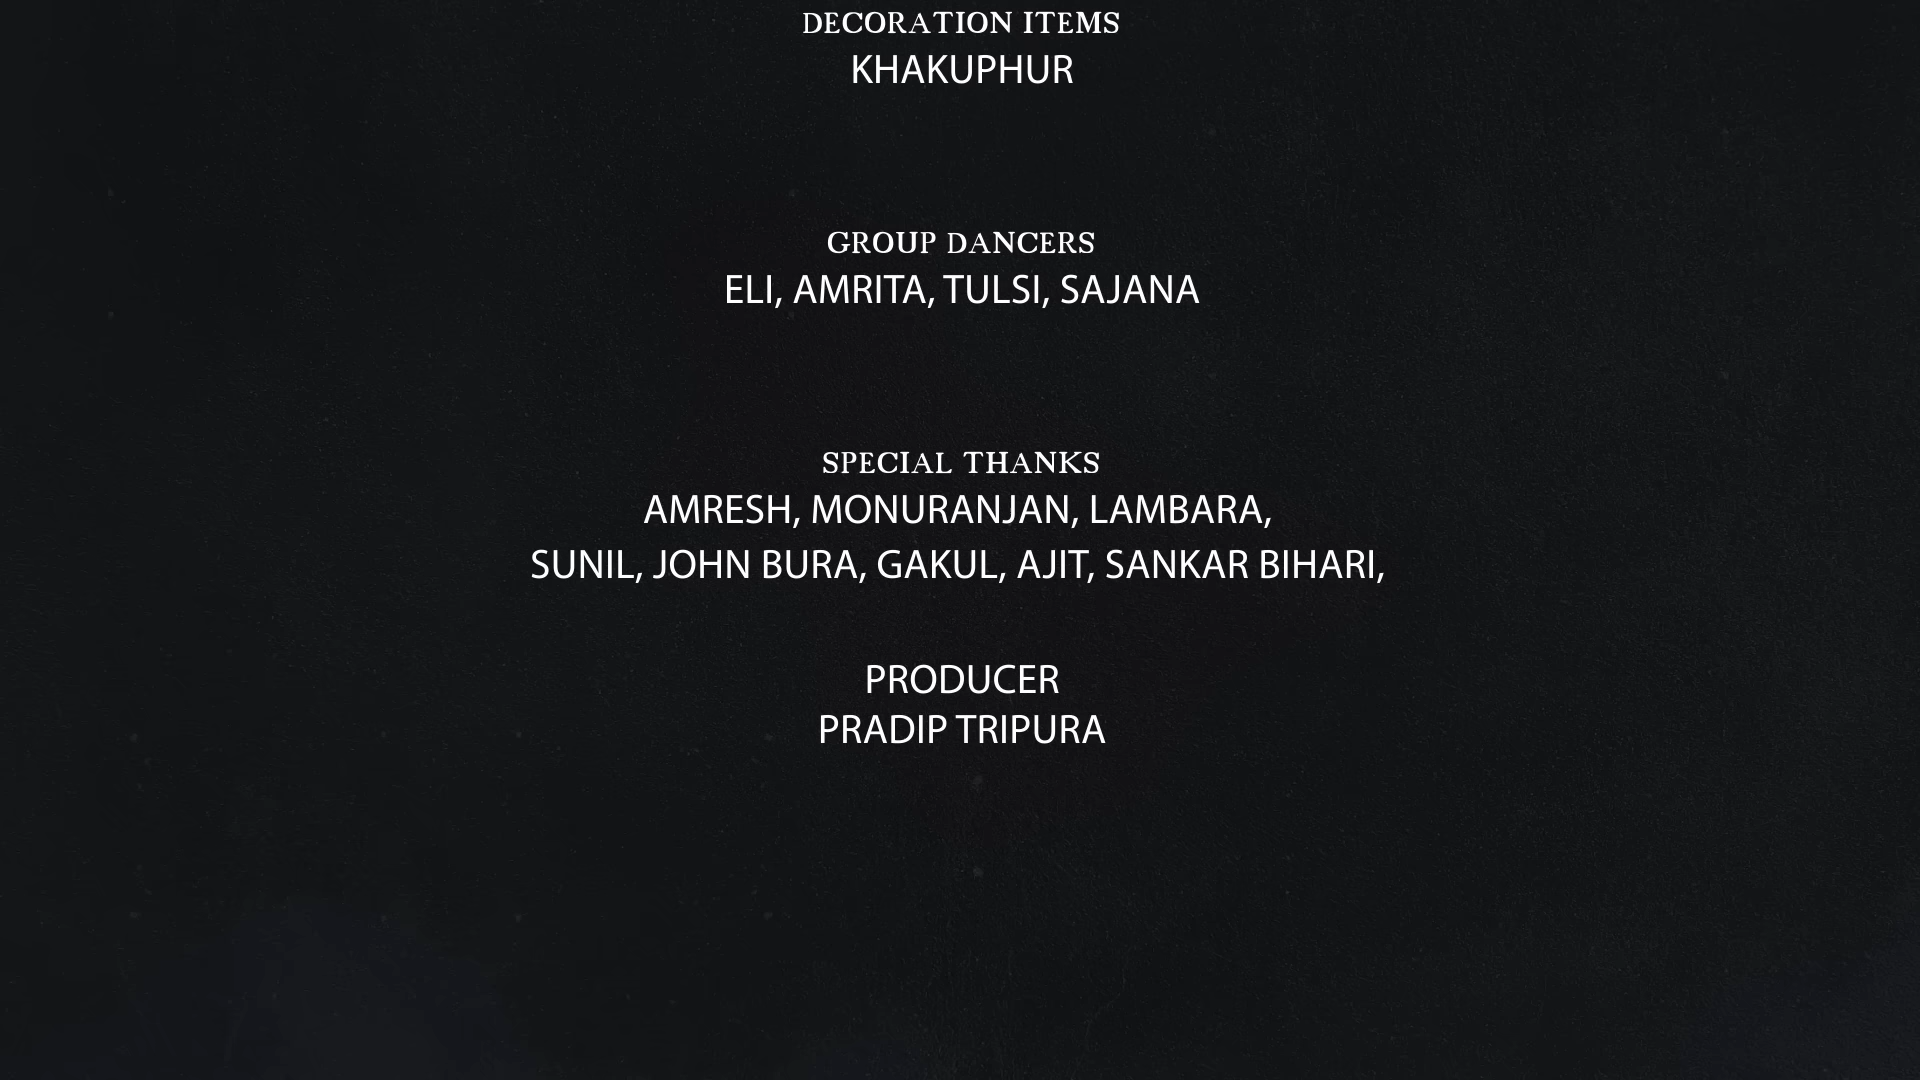 DECORATION ITEMS
KHAKUPHUR
GROUP DANCERS
ELI, AMRITA, TULSI, SAJANA
SPECIAL THANKS
AMRESH, MONURANJAN, LAMBARA,
SUNIL, JOHN BURA, GAKUL, AJIT, SANKAR BIHARI,
PRODUCER
PRADIP TRIPURA